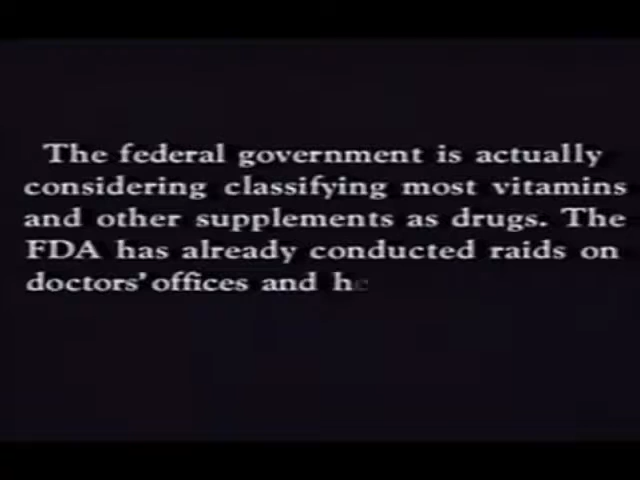 The federal government is actually
considering classifying most vitamins
and other supplements as drugs. The
FDA has already conducted raids on
doctors' offices and he